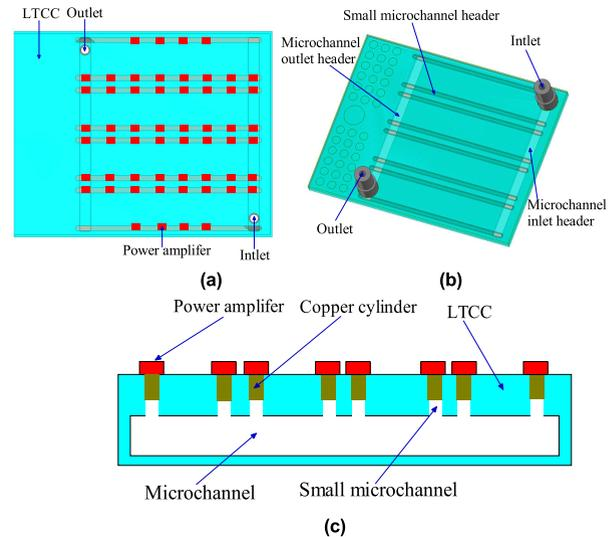 LTCC
Outlet
Power amplifer
Intlet
(a)
Small microchannel header
Microchannel
outlet header
Intlet
Outlet
Microchannel
inlet header
(b)
Power amplifer
Copper cylinder
LTCC
Microchannel
Small microchannel
(c)